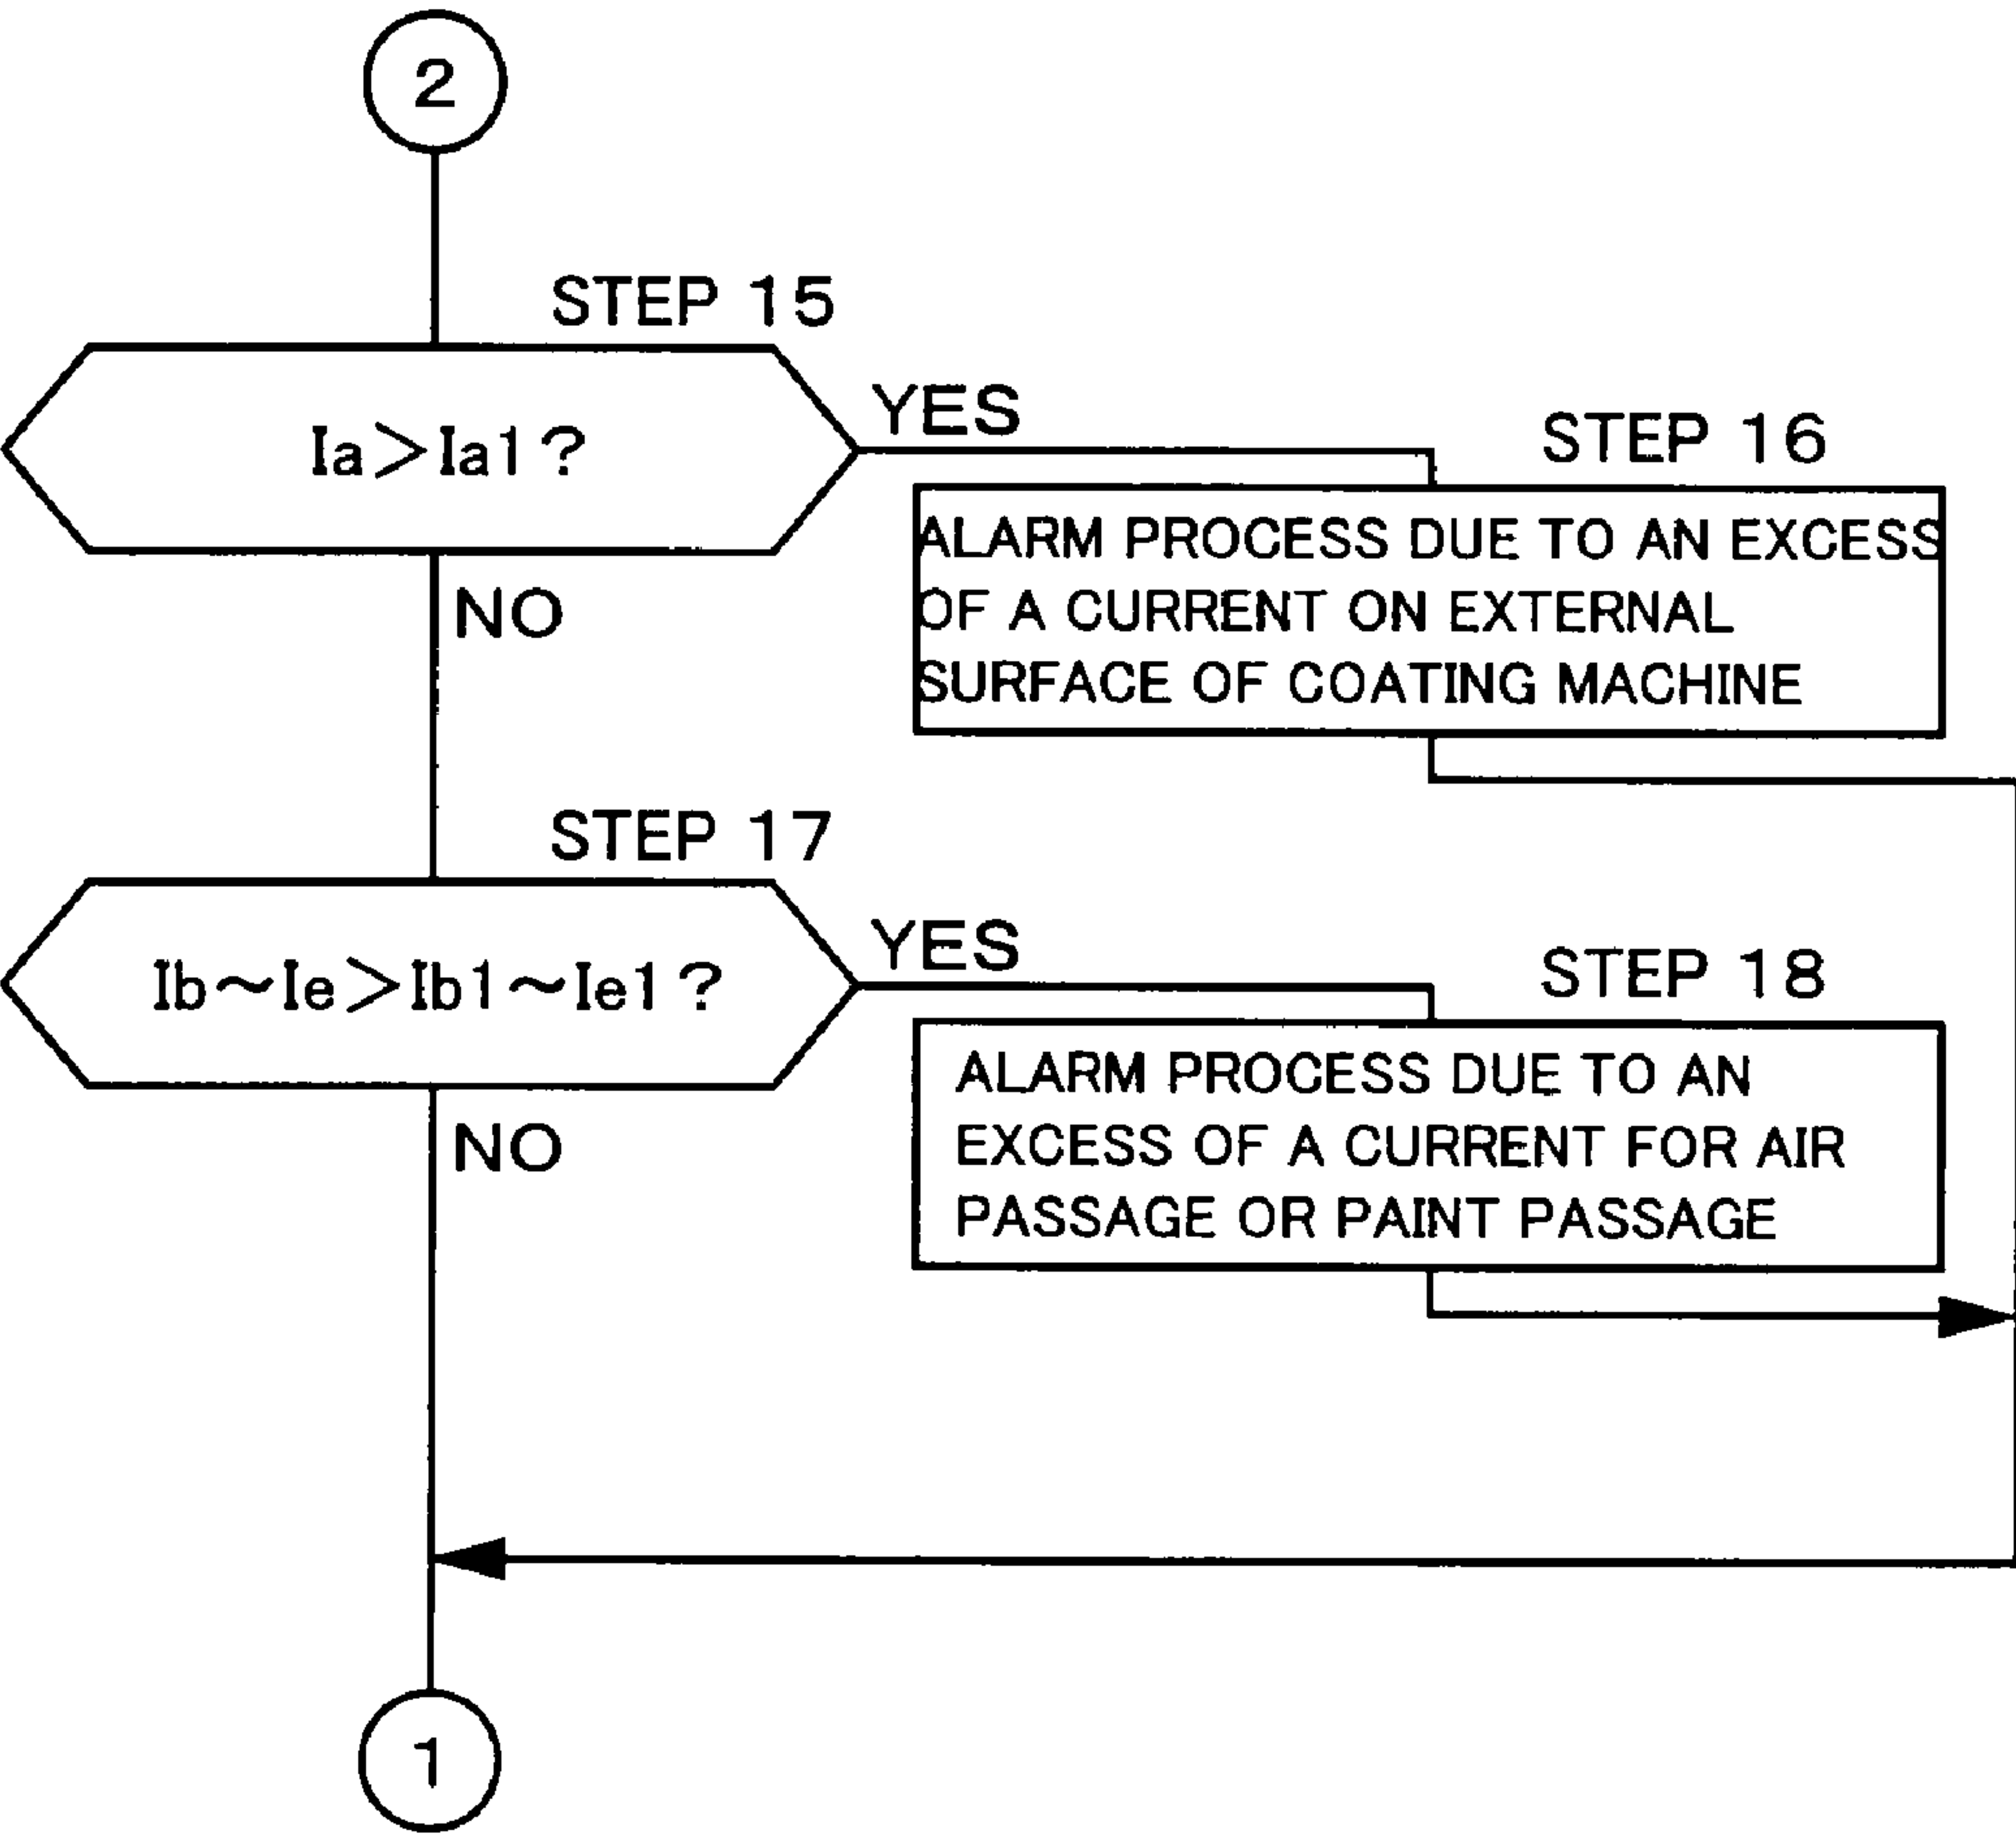 2
STEP 15
Ia>Ia1?
YES
STEP 16
ALARM PROCESS DUE TO AN EXCESS
OF A CURRENT ON EXTERNAL
SURFACE OF COATING MACHINE
NO
STEP 17
Ib~Ie>Ib1~Ie1?
YES
STEP 18
ALARM PROCESS DUE TO AN
EXCESS OF A CURRENT FOR AIR
PASSAGE OR PAINT PASSAGE
NO
1